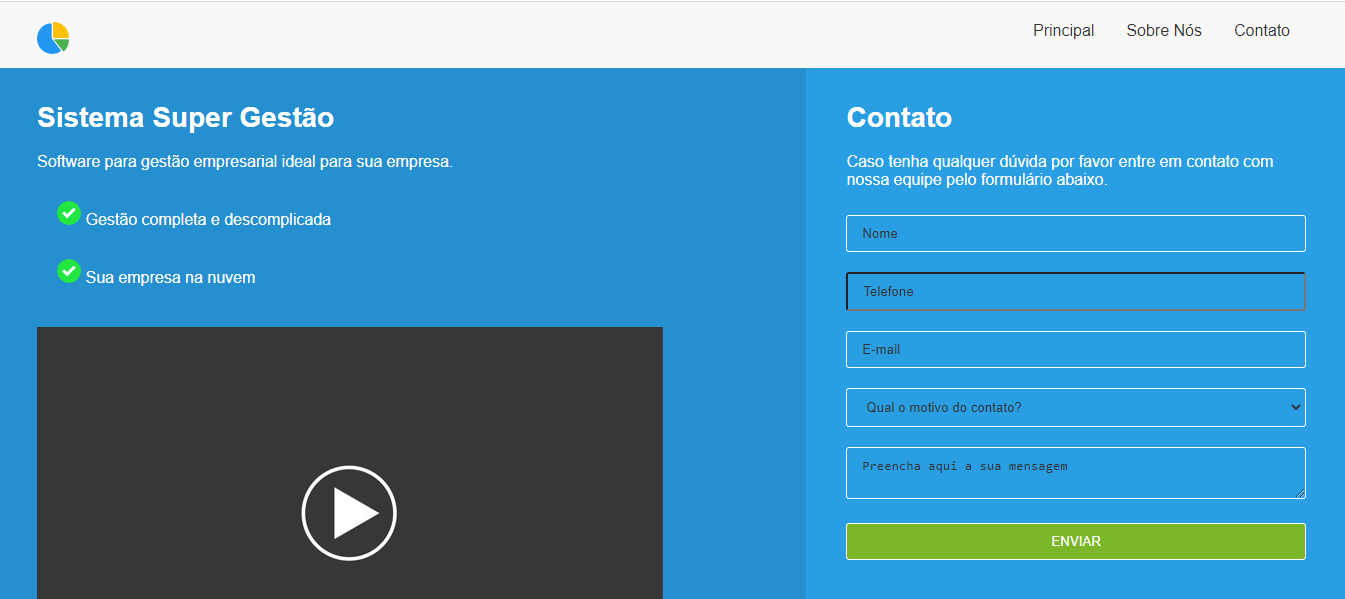 Principal
Sobre Nós
Contato
Sistema Super Gestão
Software para gestão empresarial ideal para sua empresa.
Gestão completa e descomplicada
Sua empresa na nuvem
Contato
Caso tenha qualquer dúvida por favor entre em contato com
nossa equipe pelo formulário abaixo.
Nome
Telefone
E-mail
Qual o motivo do contato?
Preencha aqui a sua mensagem
ENVIAR